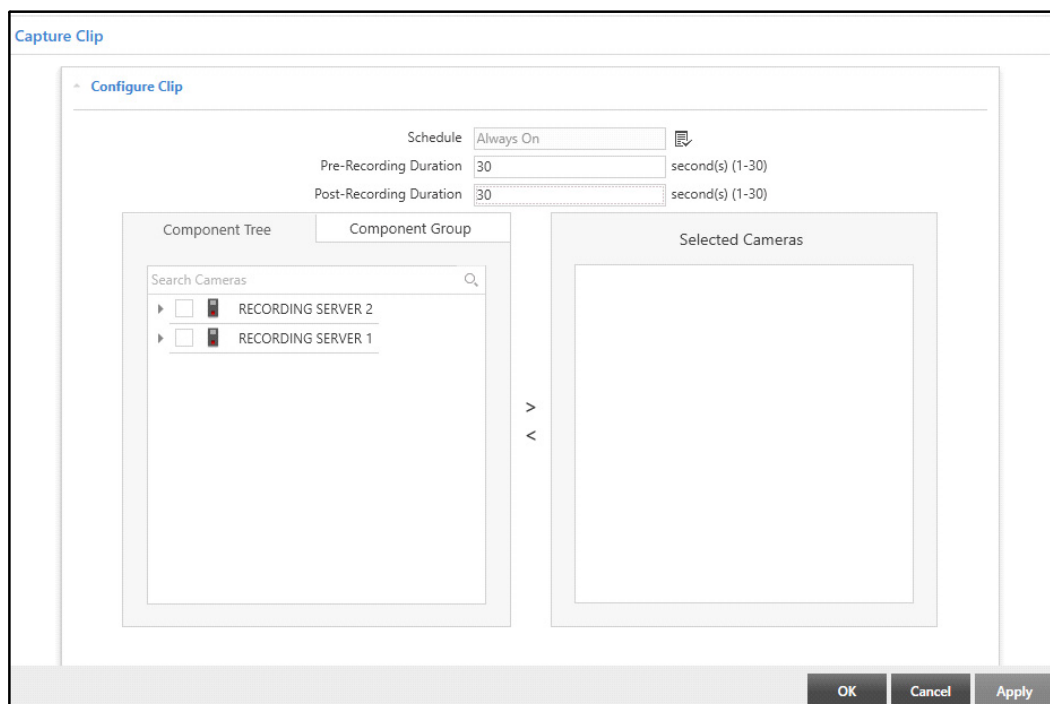 Capture Clip
Configure Clip
Schedule Always On
Pre-Recording Duration 30 second(s) (1-30)
Post-Recording Duration 30 second(s) (1-30)
Component Tree Component Group
Search Cameras
RECORDING SERVER 2
RECORDING SERVER 1
>
<
Selected Cameras
OK Cancel Apply